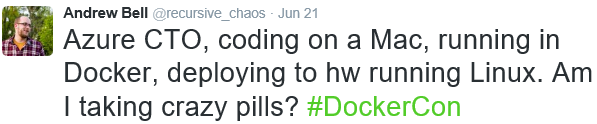 Andrew Bell @recursive_chaos · Jun 21
Azure CTO, coding on a Mac, running in
Docker, deploying to hw running Linux. Am
I taking crazy pills? #DockerCon